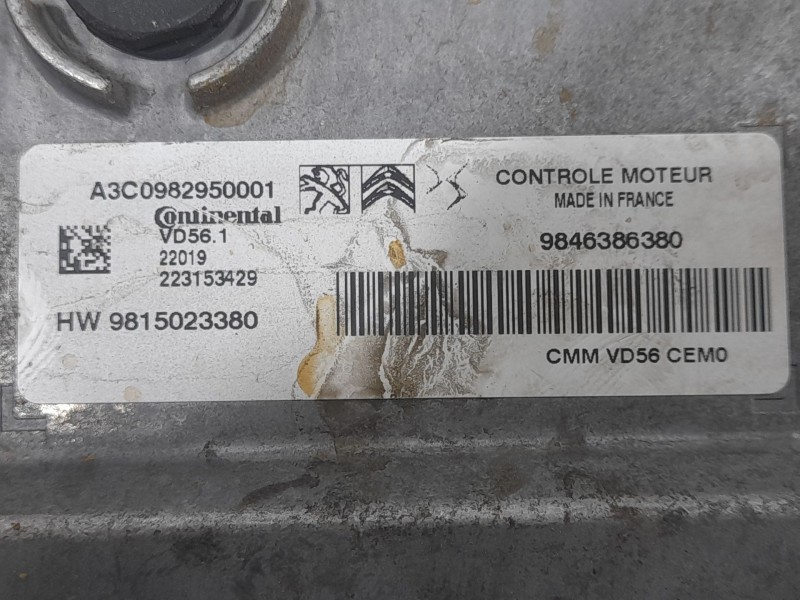 A3C0982950001
Continental
VD56.1
22019
223153429
HW 9815023380
CONTROLE MOTEUR
MADE IN FRANCE
9846386380
CMM VD56 CEM0